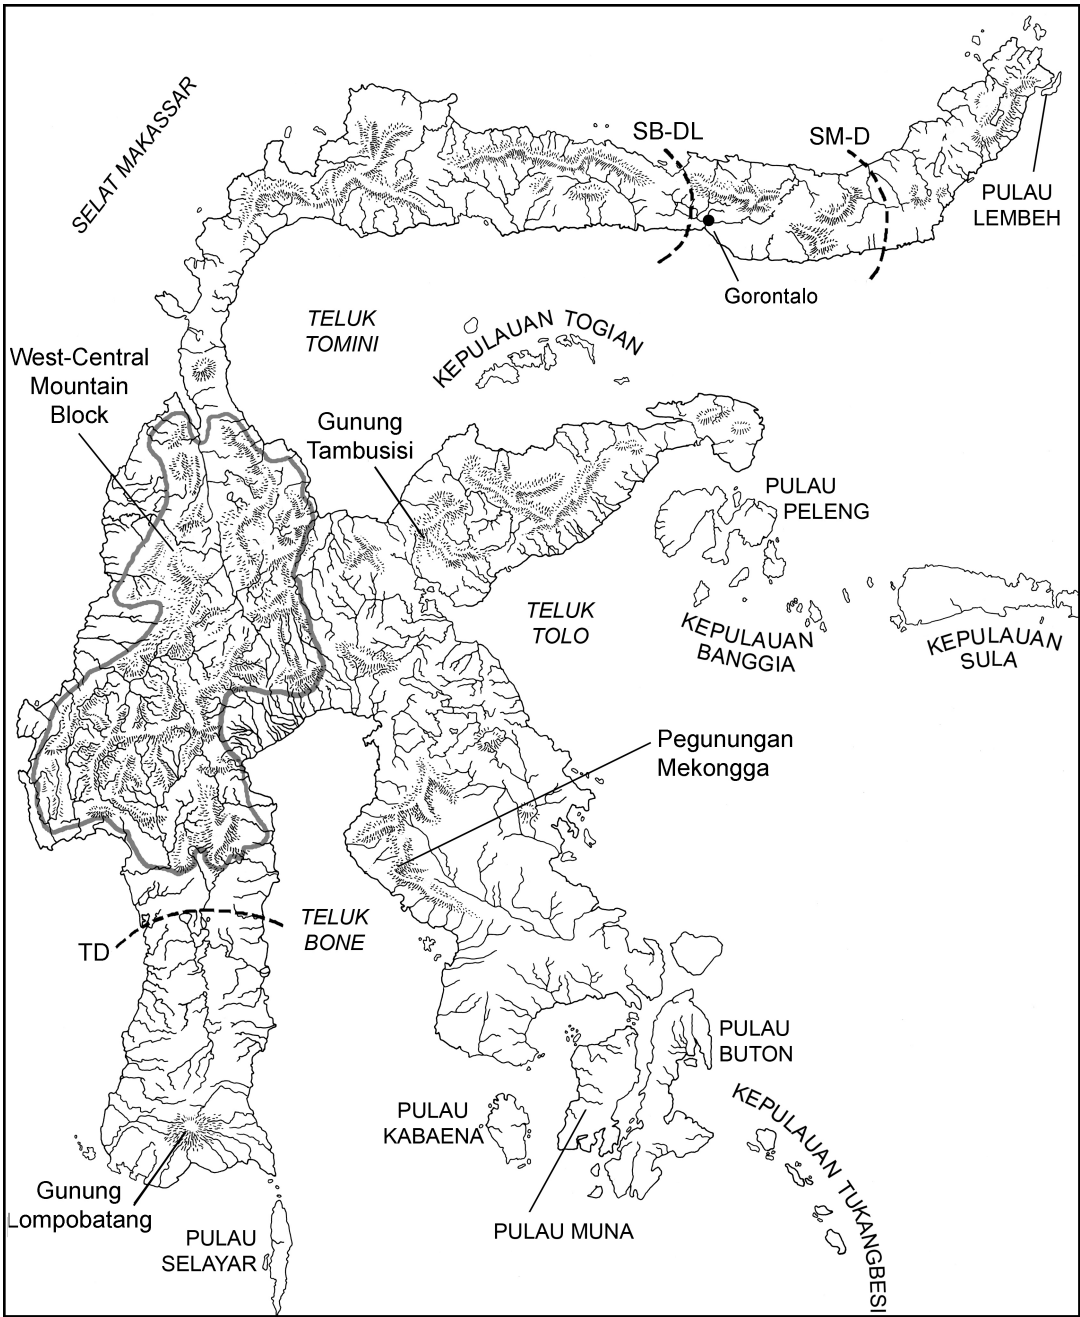 SELAT MAKASSAR
SB-DL
SM-D
PULAU
LEMBEH
Gorontalo
TELUK
TOMINI
KEPULAUAN TOGIAN
West-Central
Mountain
Block
Gunung
Tambusisi
PULAU
PELENG
TELUK
TOLO
KEPULAUAN
BANGGIA
KEPULAUAN
SULA
Pegunungan
Mekongga
TELUK
BONE
TD
PULAU
BUTON
PULAU
KABAENA
KEPULAUAN TUKANGBESI
Gunung
Lompobatang
PULAU MUNA
PULAU
SELAYAR